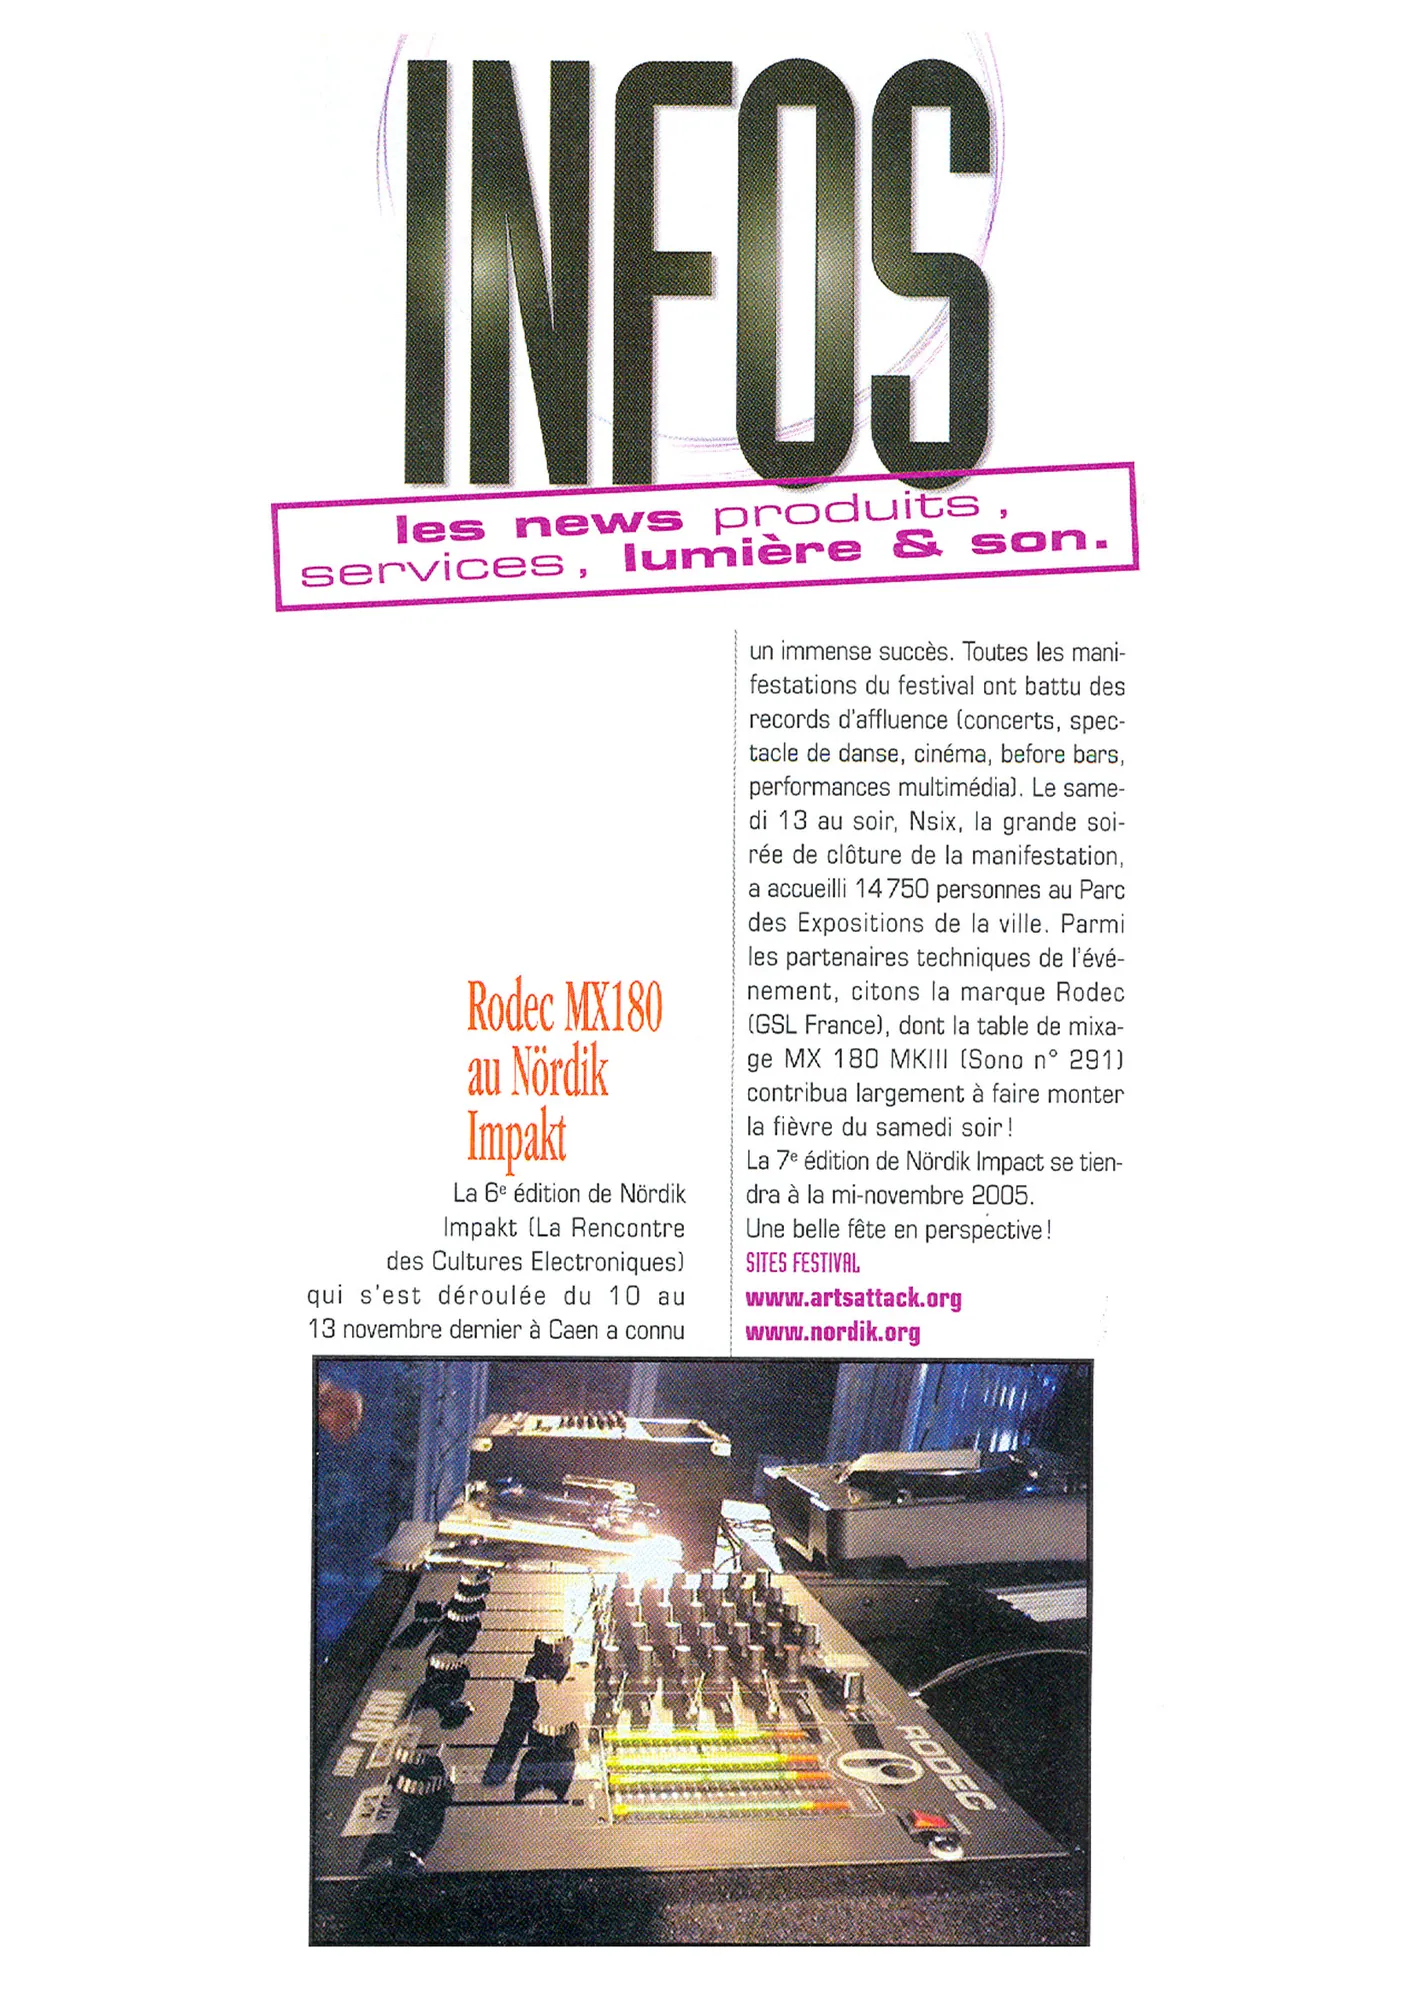 INFOS
les news produits,
services, lumière & son.
Rodec MX180
au Nördik
Impakt
La 6e édition de Nördik
Impakt (La Rencontre
des Cultures Electroniques)
qui s'est déroulée du 10 au
13 novembre dernier à Caen a connu
un immense succès. Toutes les mani-
festations du festival ont battu des
records d'affluence (concerts, spec-
tacle de danse, cinéma, before bars,
performances multimédia). Le same-
di 13 au soir, Nsix, la grande soi-
rée de clôture de la manifestation,
a accueilli 14750 personnes au Parc
des Expositions de la ville. Parmi
les partenaires techniques de l'évé-
nement, citons la marque Rodec
(GSL France), dont la table de mixa-
ge MX 180 MKIII (Sono n° 291)
contribua largement à faire monter
la fièvre du samedi soir!
La 7e édition de Nördik Impact se tien-
dra à la mi-novembre 2005.
Une belle fête en perspective!
SITES FESTIVAL
www.artsattack.org
www.nordik.org
RODEC